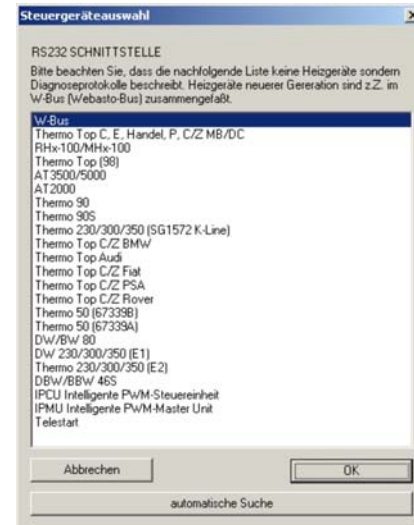 Steuergeräteauswahl
RS232 SCHNITTSTELLE
Bitte beachten Sie, dass die nachfolgende Liste keine Heizgeräte sondern
Diagnoseprotokolle beschreibt. Heizgeräte neuerer Gereration sind z.Z. im
W-Bus (Webasto-Bus) zusammengefaßt.
W-Bus
Thermo Top C, E, Handel, P, C/Z MB/DC
RHx-100/MHx-100
Thermo Top (98)
AT3500/5000
AT2000
Thermo 90
Thermo 90S
Thermo 230/300/350 (SG1572 K-Line)
Thermo Top C/Z BMW
Thermo Top Audi
Thermo Top C/Z Fiat
Thermo Top C/Z PSA
Thermo Top C/Z Rover
Thermo 50 (67339B)
Thermo 50 (67339A)
DW/BW 80
DW 230/300/350 (E1)
Thermo 230/300/350 (E2)
DBW/BBW 46S
IPCU Intelligente PWM-Steuereinheit
IPMU Intelligente PWM-Master Unit
Telestart
Abbrechen
OK
automatische Suche